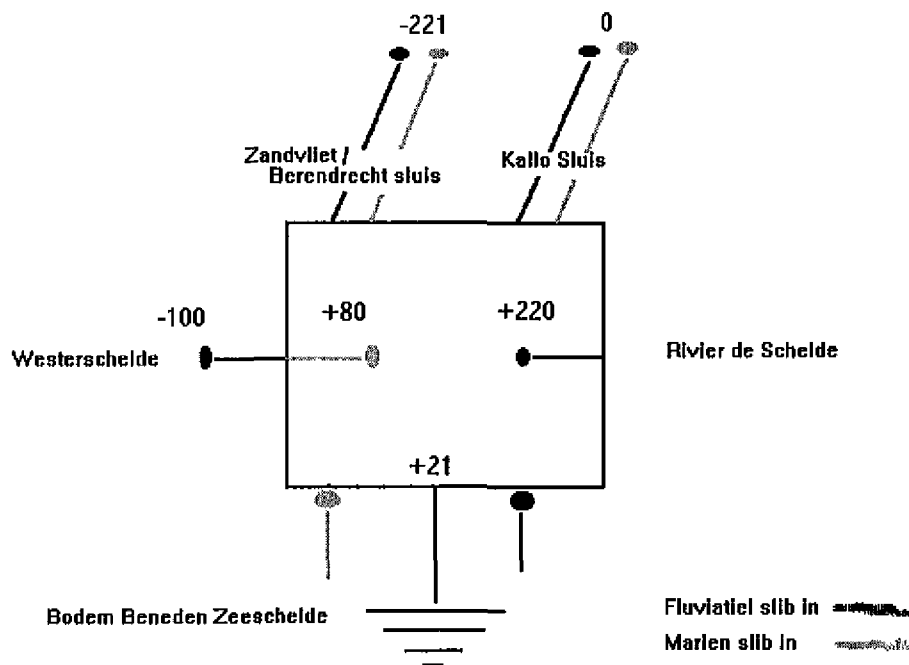 -221
0
Zandvliet /
Berendrecht sluis
Kallo Sluis
-100
+80
+220
Westerschelde
Rivier de Schelde
+21
Bodem Beneden Zeeschelde
Fluviatiel slib in
Marien slib in